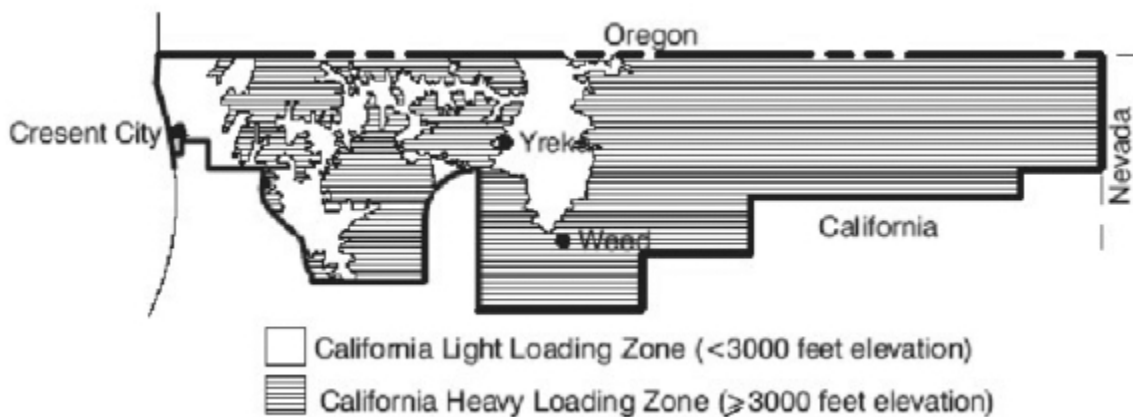 Oregon
Cresent City
Yreka
Nevada
Weed
California
California Light Loading Zone (<3000 feet elevation)
California Heavy Loading Zone (⩾3000 feet elevation)